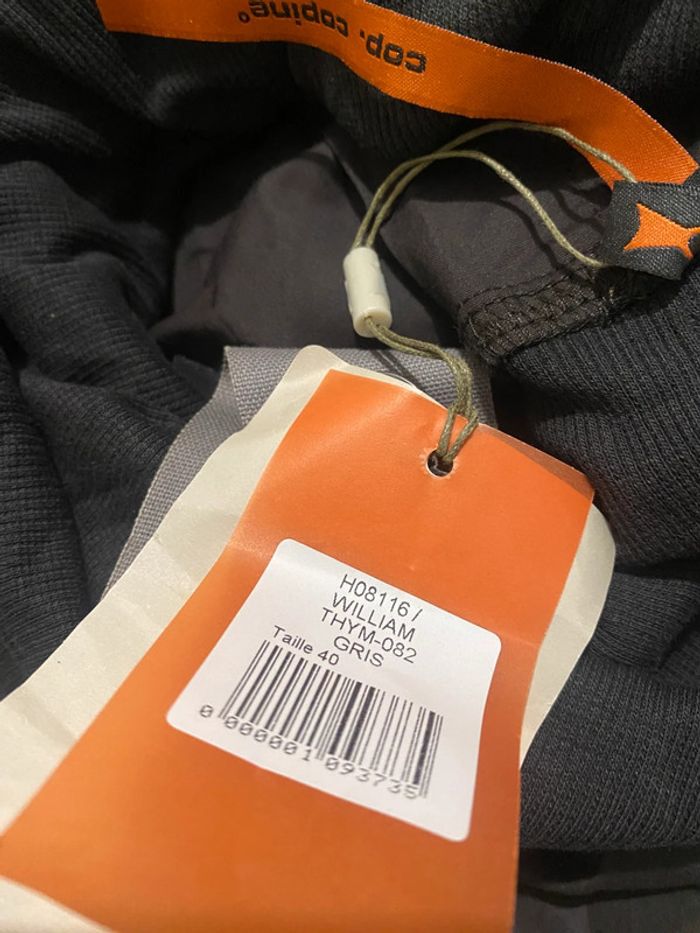 cop. copine°
H08116 /
WILLIAM
THYM-082
GRIS
Taille 40
0 000001 093735